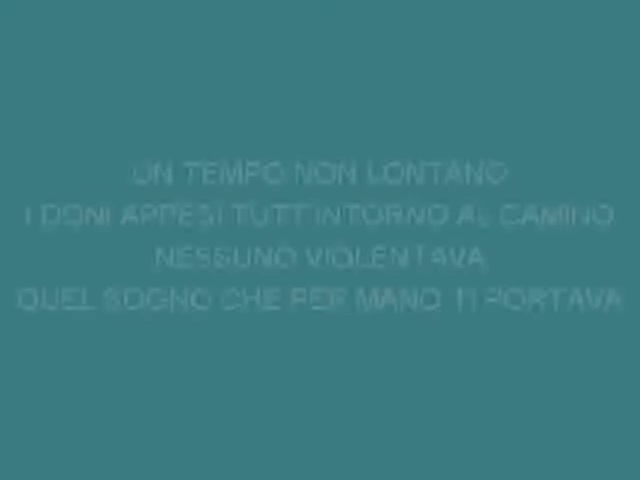 UN TEMPO NON LONTANO
I DONI APPESI TUTT'INTORNO AL CAMINO
NESSUNO VIOLENTAVA
QUEL SOGNO CHE PER MANO TI PORTAVA